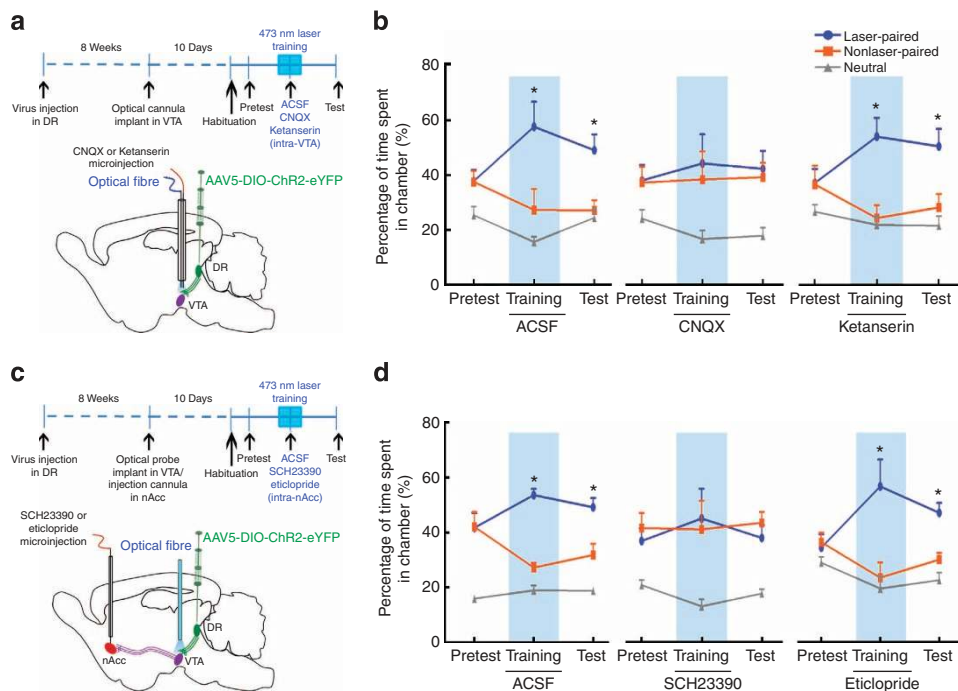 a
473 nm laser
training
8 Weeks
10 Days
Virus injection
in DR
Optical cannula
implant in VTA
Habituation
Pretest
ACSF
CNQX
Ketanserin
(intra-VTA)
Test
CNQX or Ketanserin
microinjection
Optical fibre
AAV5-DIO-ChR2-eYFP
DR
VTA
b
Laser-paired
Nonlaser-paired
Neutral
Percentage of time spent
in chamber (%)
80
60
40
20
0
* *
* *
Pretest Training Test
ACSF
Pretest Training Test
CNQX
Pretest Training Test
Ketanserin
c
473 nm laser
training
8 Weeks
10 Days
Virus injection
in DR
Optical probe
implant in VTA/
injection cannula
in nAcc
Habituation
Pretest
ACSF
SCH23390
eticlopride
(intra-nAcc)
Test
SCH23390 or
eticlopride
microinjection
Optical fibre
AAV5-DIO-ChR2-eYFP
DR
nAcc
VTA
d
Percentage of time spent
in chamber (%)
80
60
40
20
0
* *
* *
Pretest Training Test
ACSF
Pretest Training Test
SCH23390
Pretest Training Test
Eticlopride